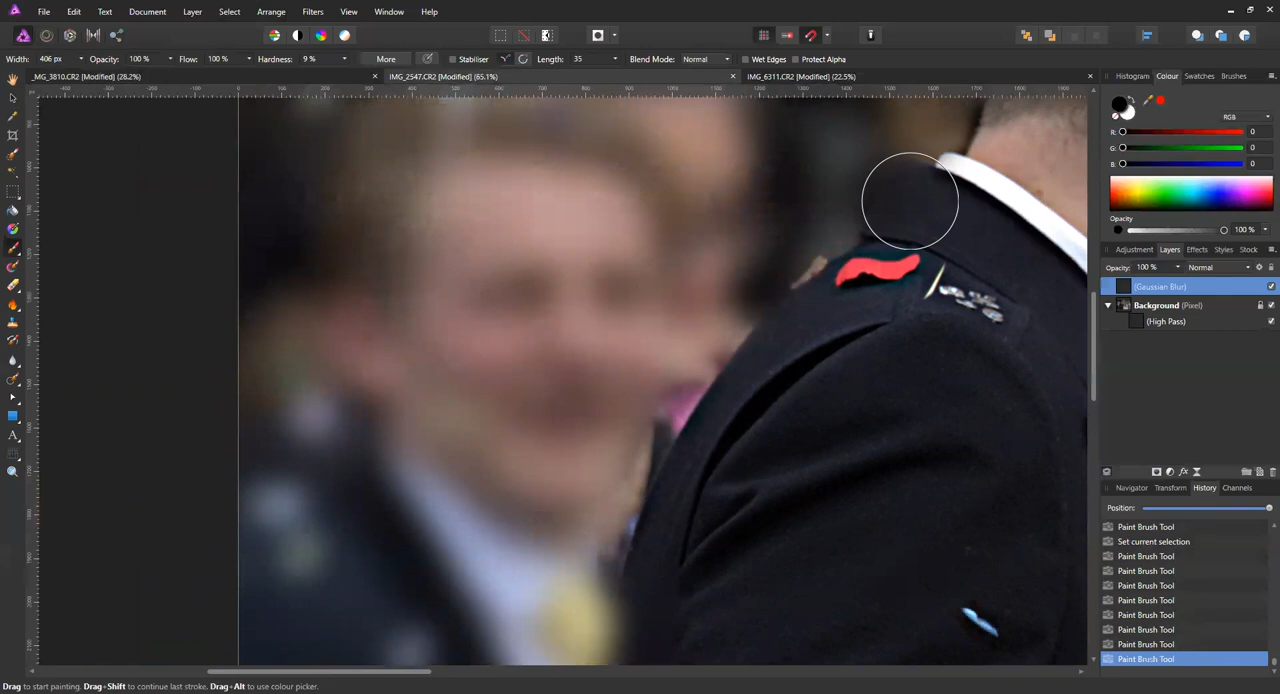 File Edit Text Document Layer Select Arrange Filters View Window Help
Width: 406 px Opacity: 100 % Flow: 100 % Hardness: 9 % More Stabiliser Length: 35 Blend Mode: Normal Wet Edges Protect Alpha
_MG_3810.CR2 [Modified] (28.2%) IMG_2547.CR2 [Modified] (65.1%) IMG_6311.CR2 [Modified] (22.5%)
Histogram Colour Swatches Brushes
RGB
R: 0
G: 0
B: 0
Opacity
100 %
Adjustment Layers Effects Styles Stock
Opacity: 100 % Normal
(Gaussian Blur)
Background (Pixel)
(High Pass)
Navigator Transform History Channels
Position:
Paint Brush Tool
Set current selection
Paint Brush Tool
Paint Brush Tool
Paint Brush Tool
Paint Brush Tool
Paint Brush Tool
Paint Brush Tool
Paint Brush Tool
Paint Brush Tool
Drag to start painting. Drag+Shift to continue last stroke. Drag+Alt to use colour picker.